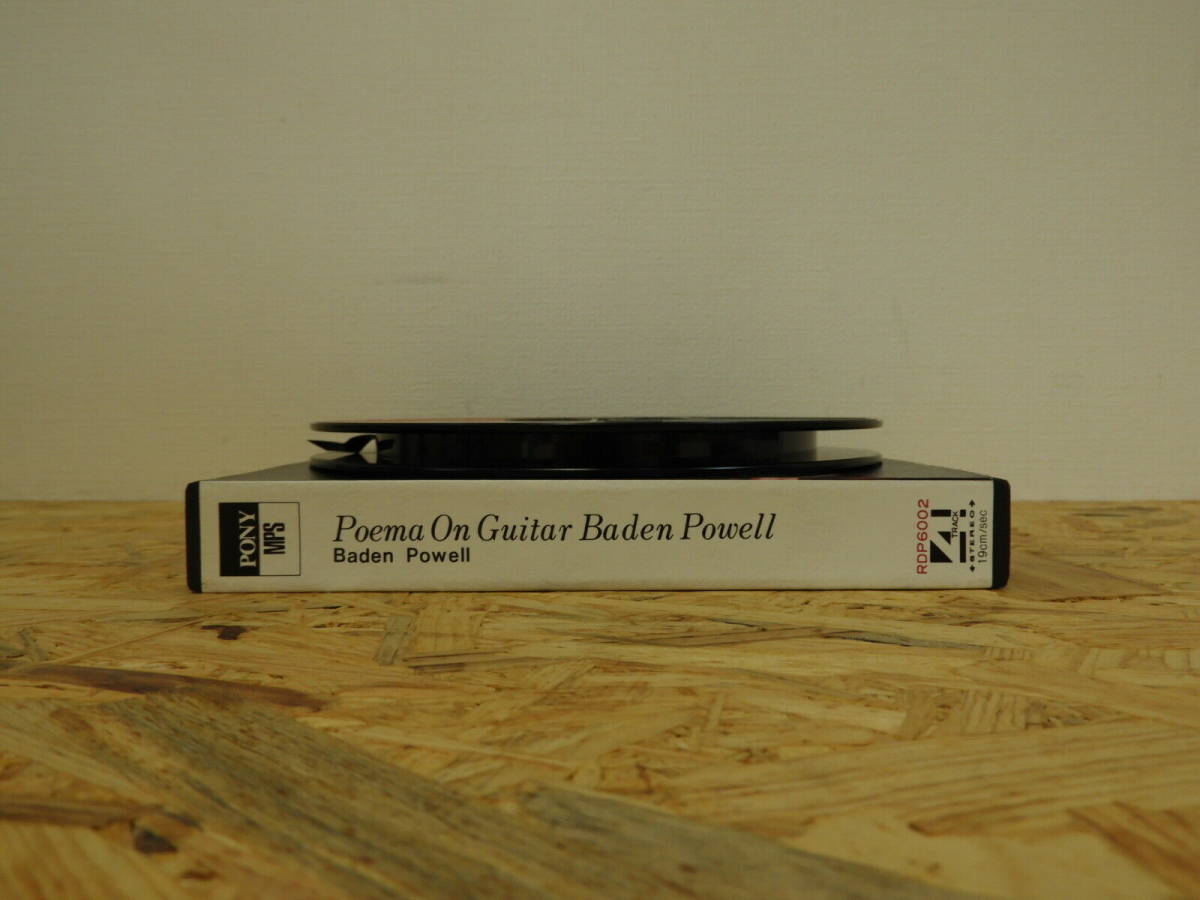 PONY
MPS
Poema On Guitar Baden Powell
Baden Powell
RDP6002
4
TRACK
STEREO
19cm/sec